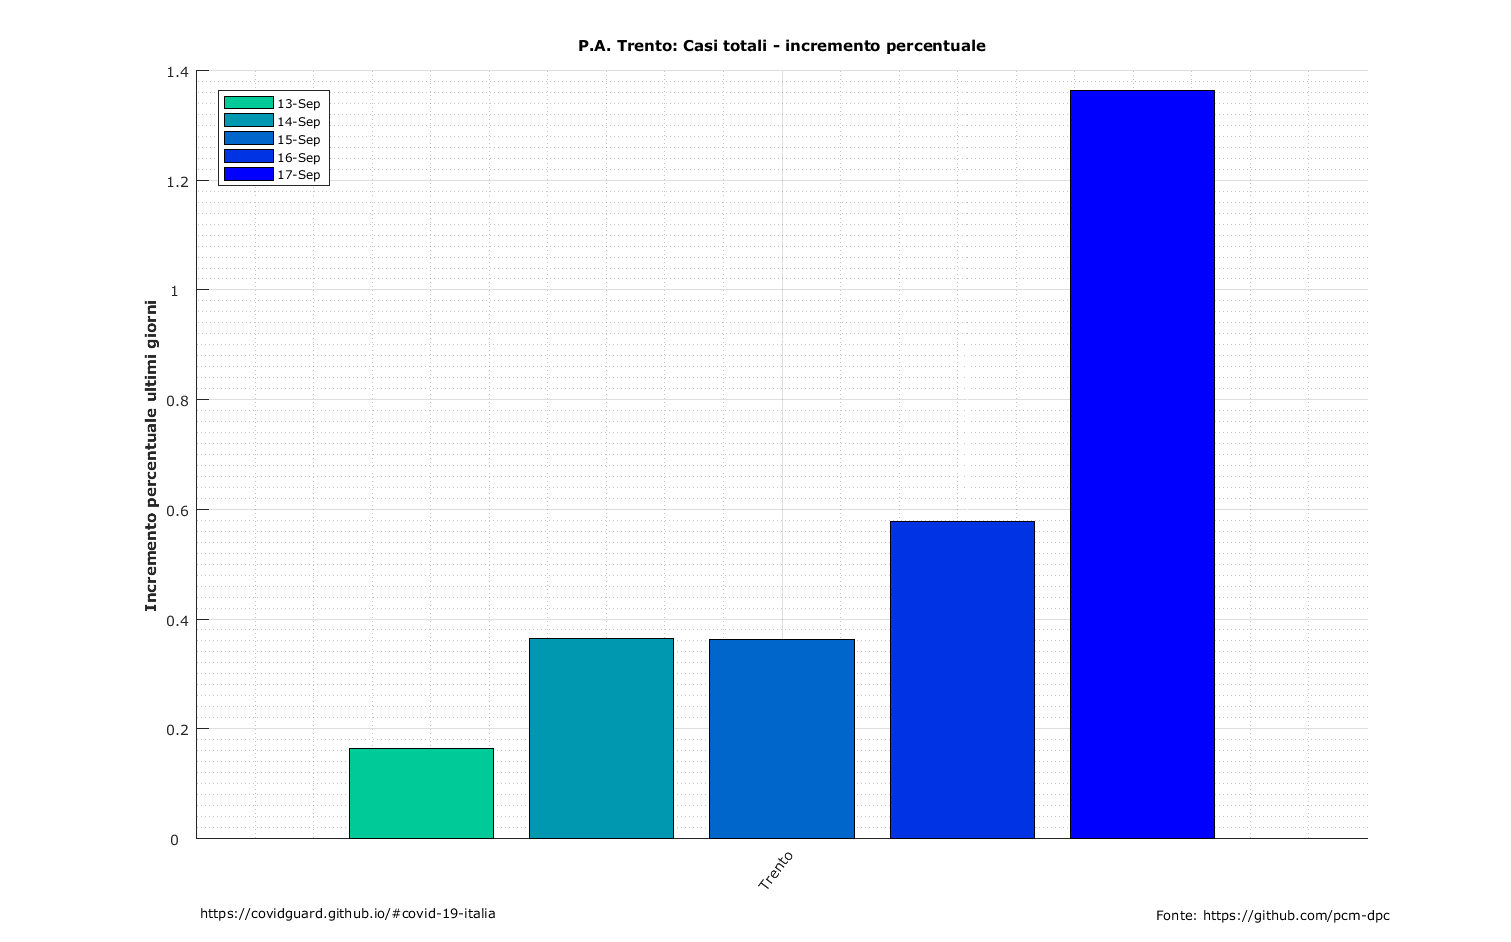 P.A. Trento: Casi totali - incremento percentuale
1.4
1.2
1
0.8
0.6
0.4
0.2
0
Incremento percentuale ultimi giorni
13-Sep
14-Sep
15-Sep
16-Sep
17-Sep
Trento
https://covidguard.github.io/#covid-19-italia
Fonte: https://github.com/pcm-dpc